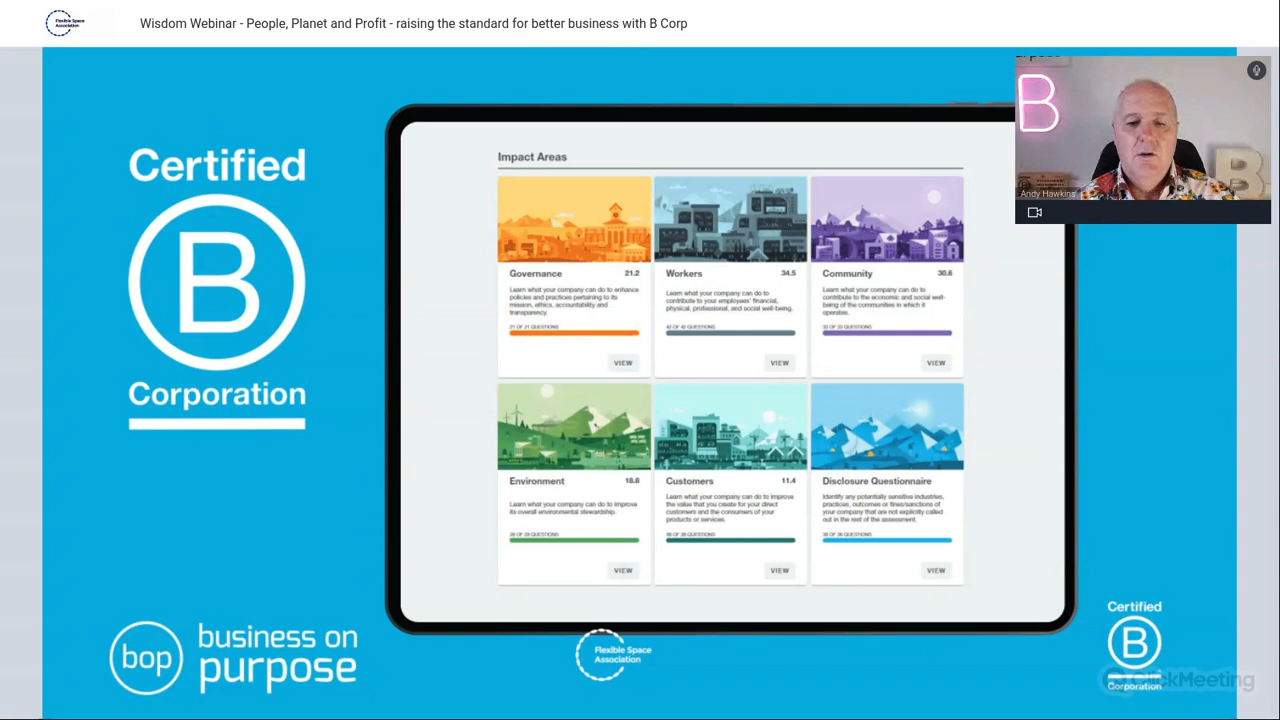 Flexible Space
Association
Wisdom Webinar - People, Planet and Profit - raising the standard for better business with B Corp
Andy Hawkins
B
B
Certified
B
Corporation
Impact Areas
Governance 21.2
Learn what your company can do to enhance
policies and practices pertaining to its
mission, ethics, accountability and
transparency.
21 OF 21 QUESTIONS
VIEW
Workers 34.5
Learn what your company can do to
contribute to your employees' financial,
physical, professional, and social well-being.
42 OF 42 QUESTIONS
VIEW
Community 30.6
Learn what your company can do to
contribute to the economic and social well-
being of the communities in which it
operates.
VIEW
Environment 18.8
Learn what your company can do to improve
its overall environmental stewardship.
VIEW
Customers 11.4
Learn what your company can do to improve
the value that you create for your direct
customers and the consumers of your
products or services.
VIEW
Disclosure Questionnaire
Identify any potentially sensitive industries,
practices, outcomes or fines/sanctions of
your company that are not explicitly called
out in the rest of the assessment.
VIEW
bop
business on
purpose
Flexible Space
Association
Certified
B
Corporation
ClickMeeting